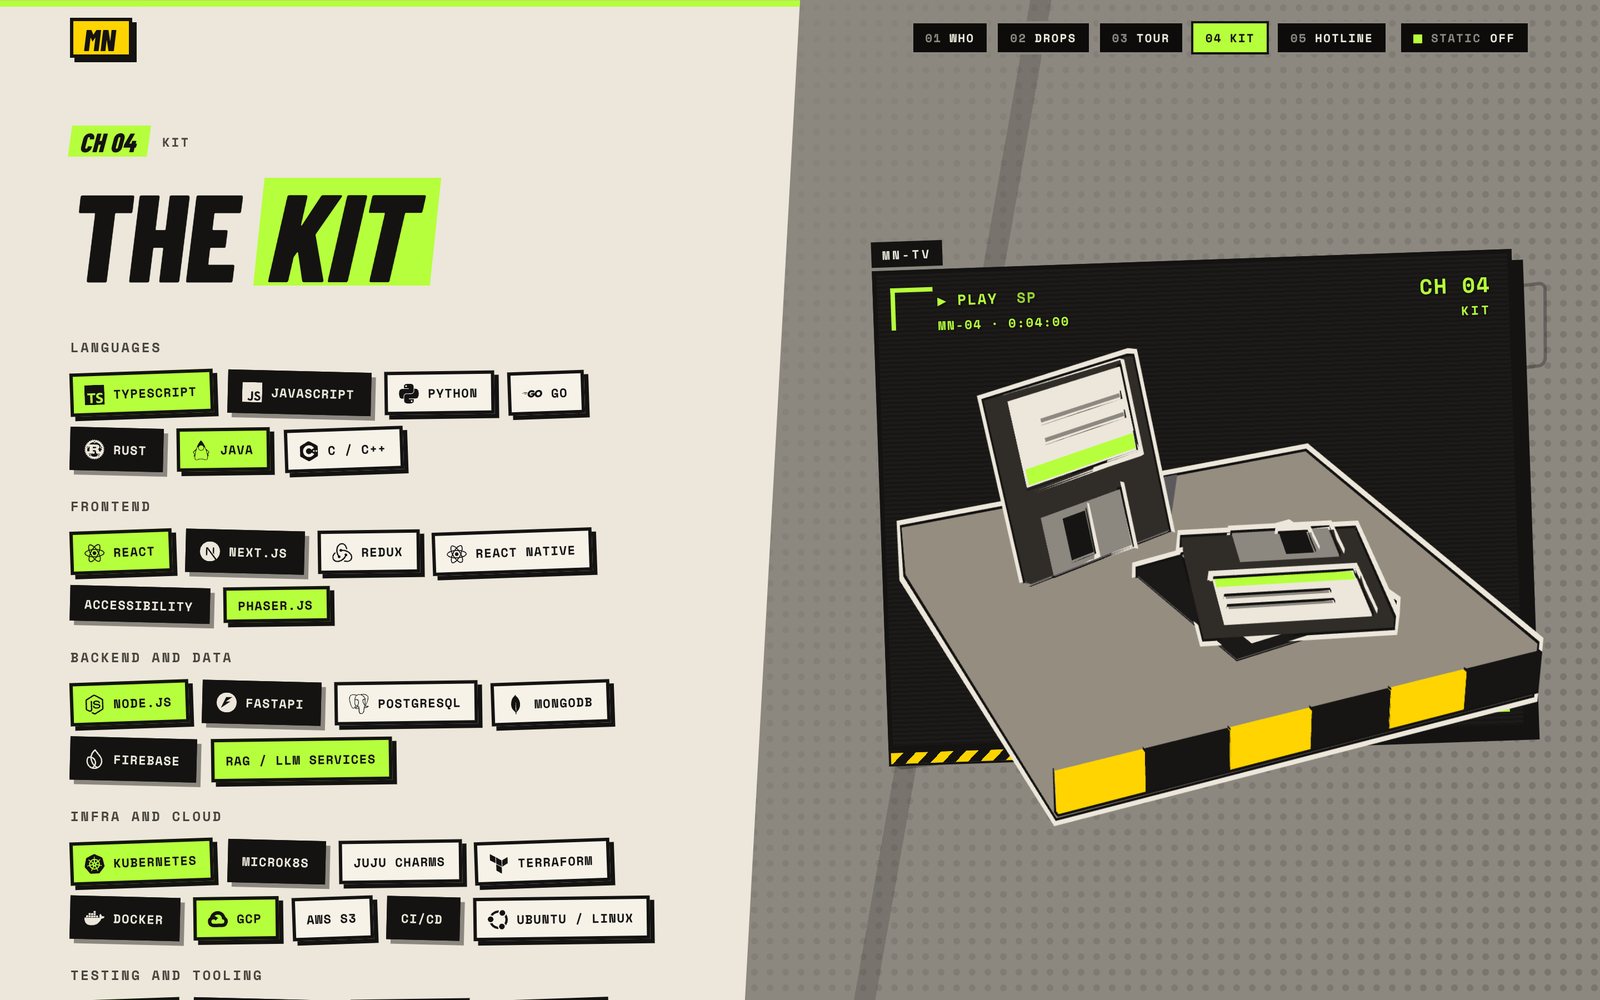 MN
01 WHO
02 DROPS
03 TOUR
04 KIT
05 HOTLINE
STATIC OFF
CH 04 KIT
THE KIT
LANGUAGES
TS TYPESCRIPT
JS JAVASCRIPT
PYTHON
GO GO
R RUST
JAVA
C C / C++
FRONTEND
REACT
N NEXT.JS
REDUX
REACT NATIVE
ACCESSIBILITY
PHASER.JS
BACKEND AND DATA
JS NODE.JS
FASTAPI
POSTGRESQL
MONGODB
FIREBASE
RAG / LLM SERVICES
INFRA AND CLOUD
KUBERNETES
MICROK8S
JUJU CHARMS
TERRAFORM
DOCKER
GCP
AWS S3
CI/CD
UBUNTU / LINUX
TESTING AND TOOLING
MN-TV
▶ PLAY SP
MN-04 · 0:04:00
CH 04
KIT